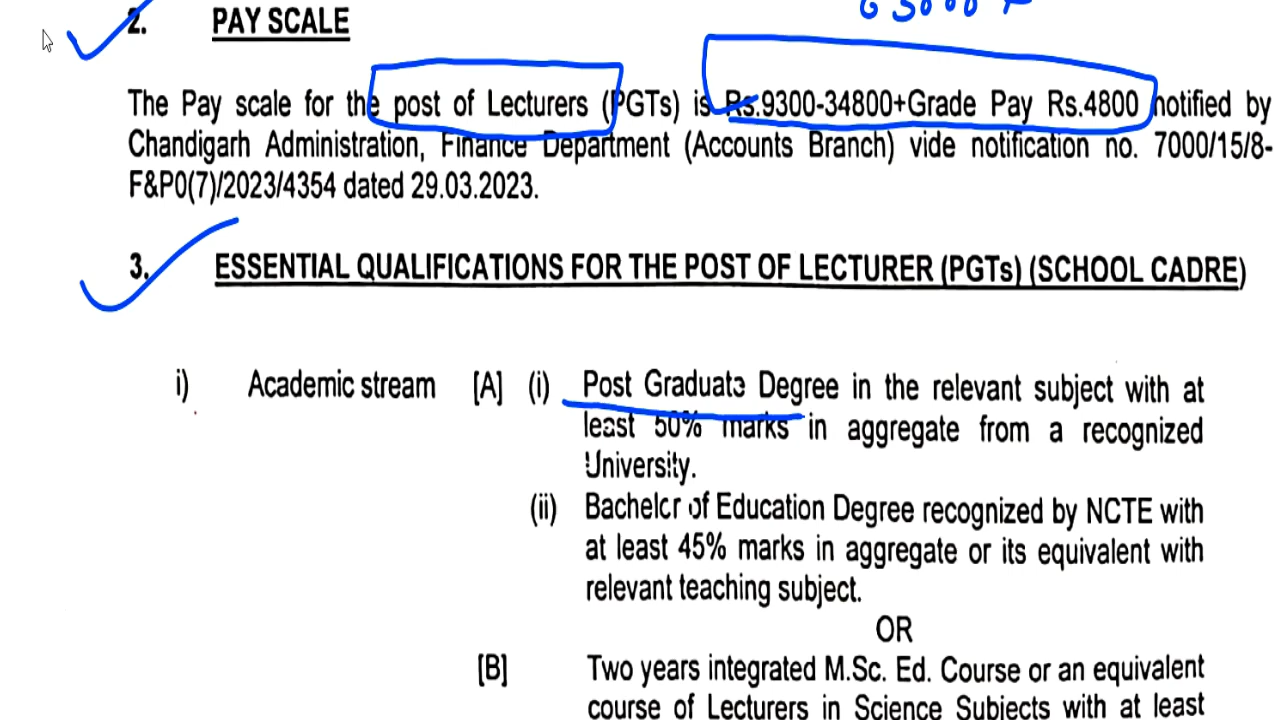 65000+
2. PAY SCALE
The Pay scale for the post of Lecturers (PGTs) is Rs.9300-34800+Grade Pay Rs.4800 notified by
Chandigarh Administration, Finance Department (Accounts Branch) vide notification no. 7000/15/8-
F&P0(7)/2023/4354 dated 29.03.2023.
3. ESSENTIAL QUALIFICATIONS FOR THE POST OF LECTURER (PGTs) (SCHOOL CADRE)
i) Academic stream [A] (i) Post Graduate Degree in the relevant subject with at
least 50% marks in aggregate from a recognized
University.
(ii) Bachelor of Education Degree recognized by NCTE with
at least 45% marks in aggregate or its equivalent with
relevant teaching subject.
OR
[B] Two years integrated M.Sc. Ed. Course or an equivalent
course of Lecturers in Science Subjects with at least